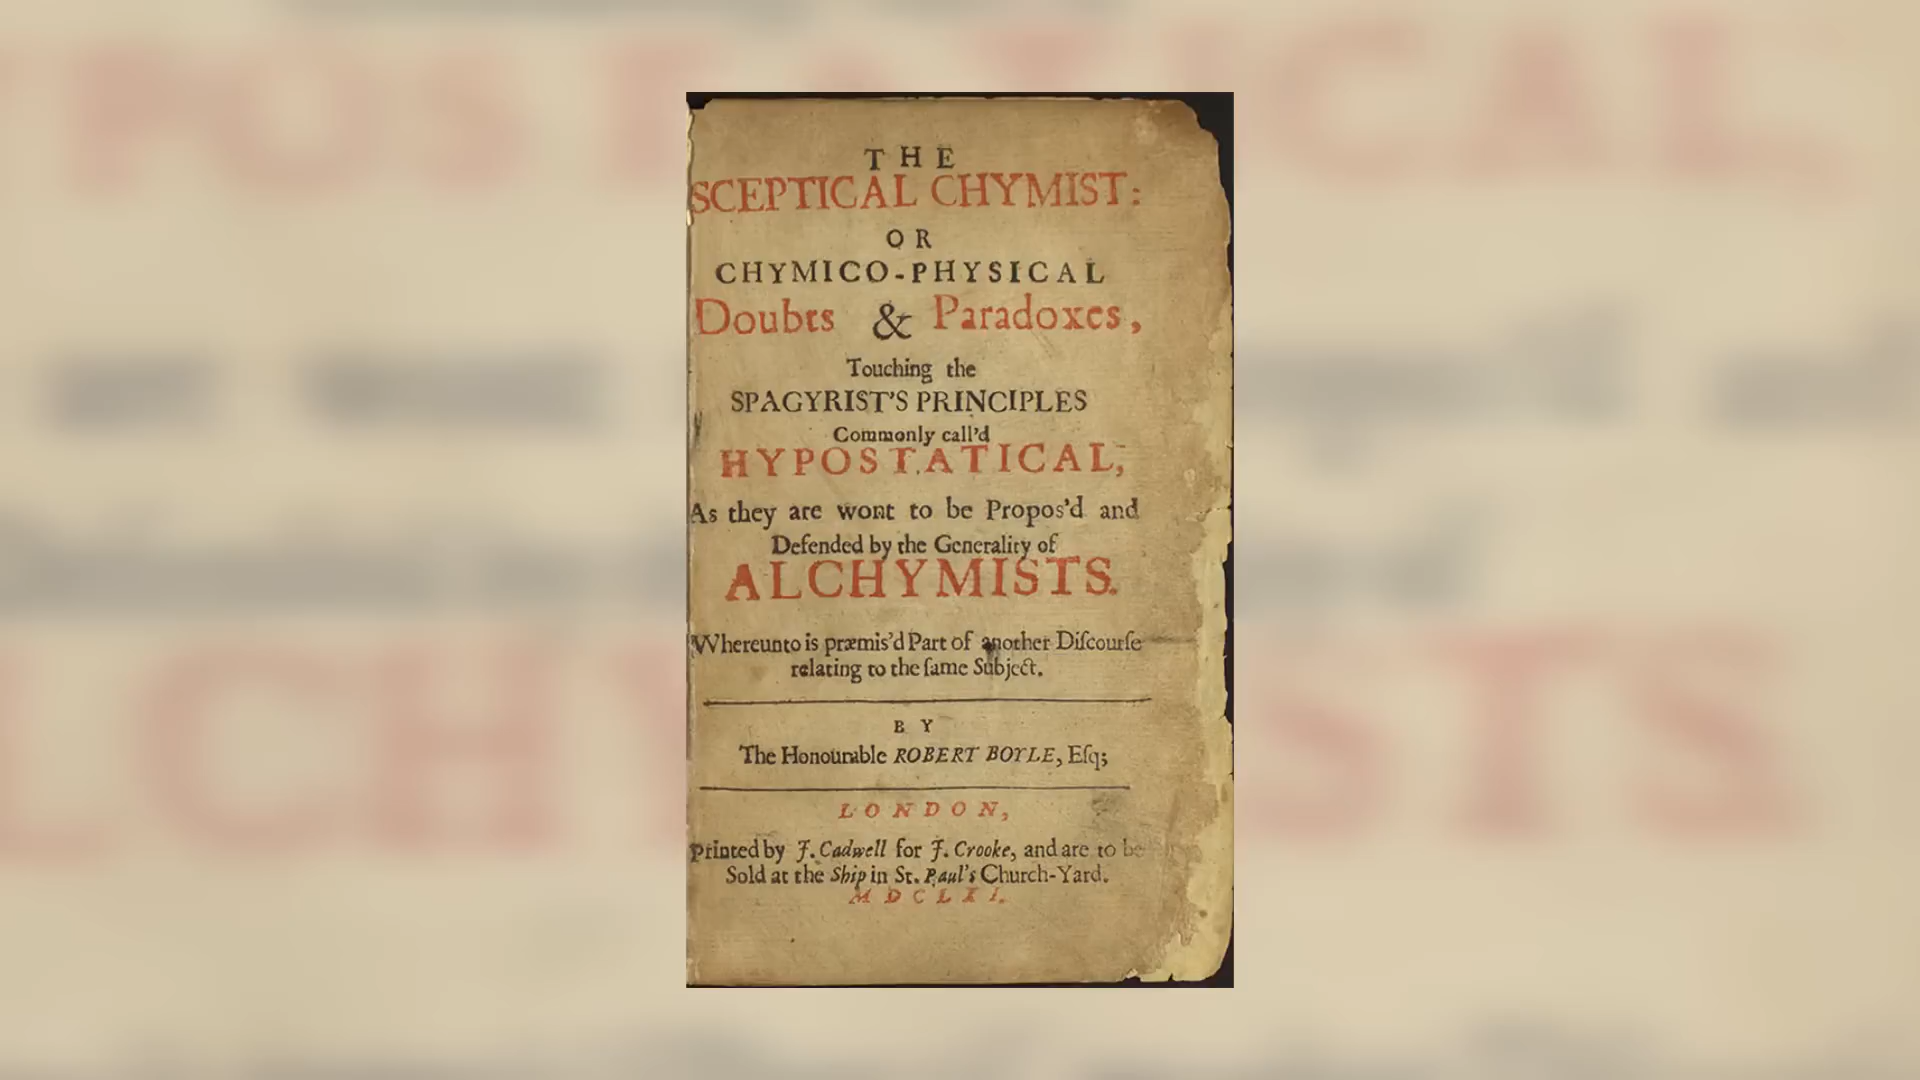 THE
SCEPTICAL CHYMIST:
OR
CHYMICO-PHYSICAL
Doubts & Paradoxes,
Touching the
SPAGYRIST'S PRINCIPLES
Commonly call'd
HYPOSTATICAL,
As they are wont to be Propos'd and
Defended by the Generality of
ALCHYMISTS.
Whereunto is præmis'd Part of another Diſcourſe
relating to the ſame Subject.
BY
The Honourable ROBERT BOYLE, Eſq;
LONDON,
Printed by J. Cadwell for J. Crooke, and are to be
Sold at the Ship in St. Paul's Church-Yard.
MDCLXI.